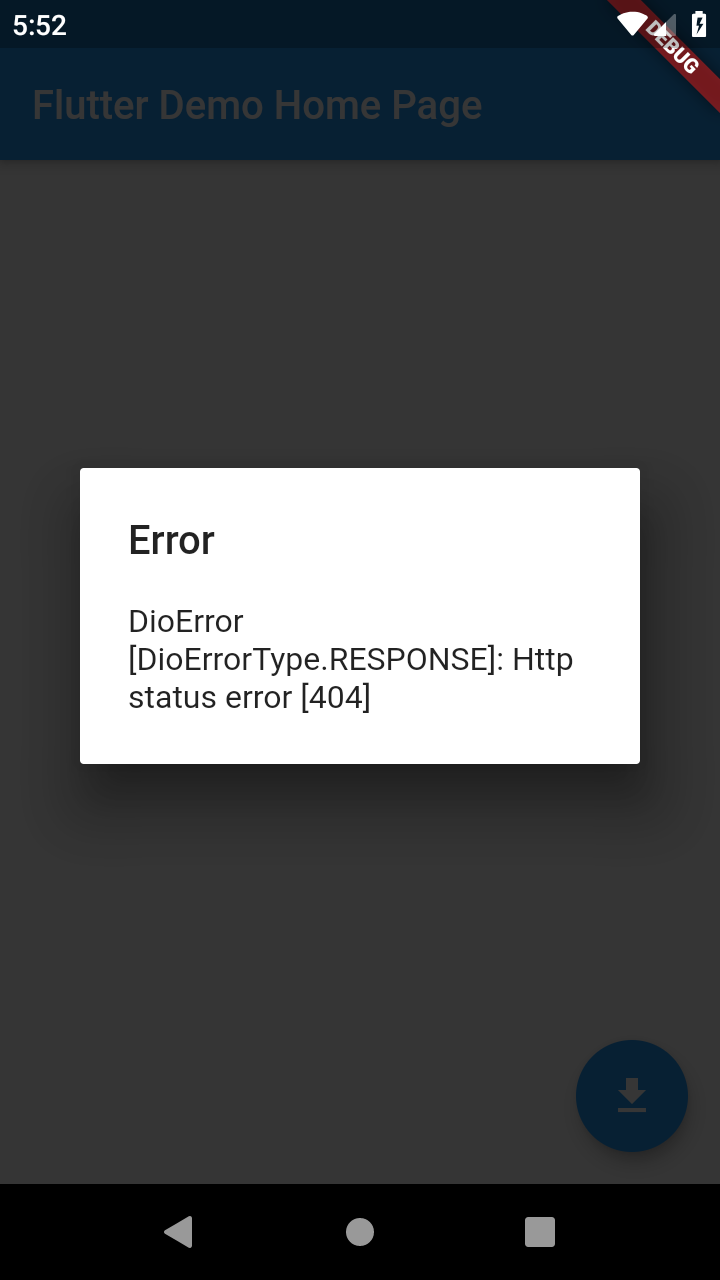 5:52
DEBUG
Flutter Demo Home Page
Error
DioError
[DioErrorType.RESPONSE]: Http
status error [404]